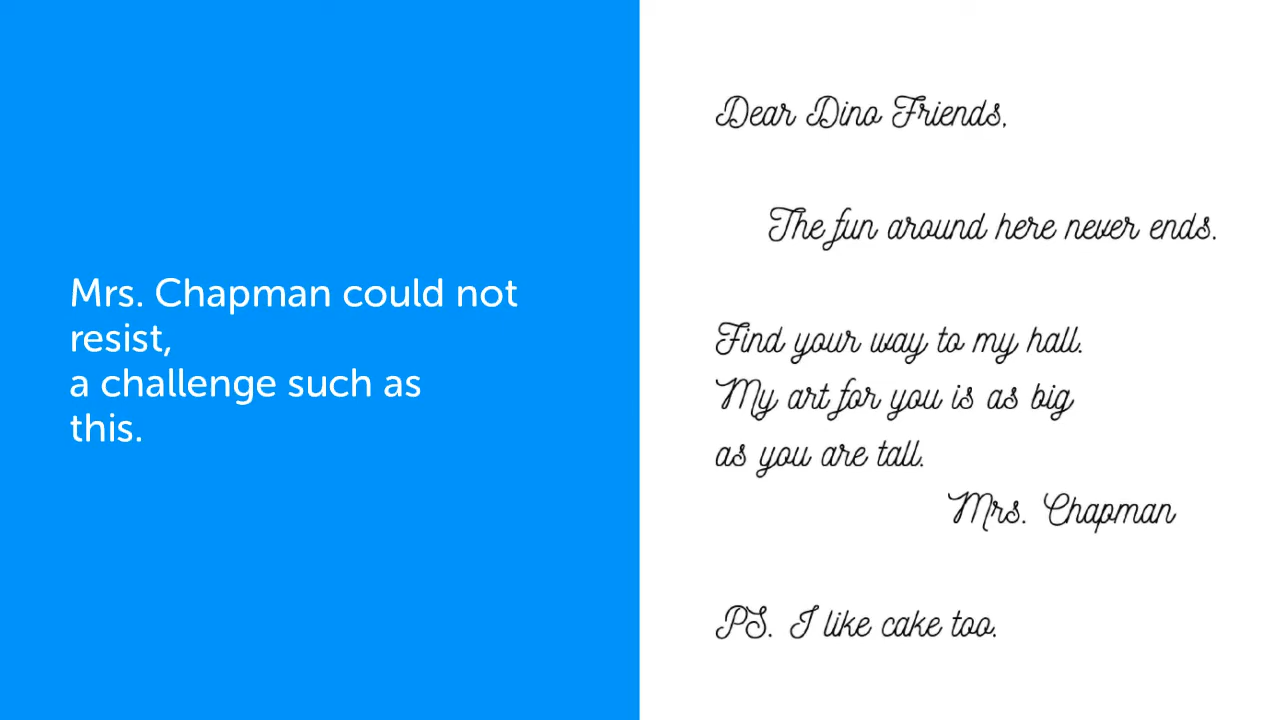 Mrs. Chapman could not
resist,
a challenge such as
this.
Dear Dino Friends,
The fun around here never ends.
Find your way to my hall.
My art for you is as big
as you are tall.
Mrs. Chapman
PS. I like cake too.